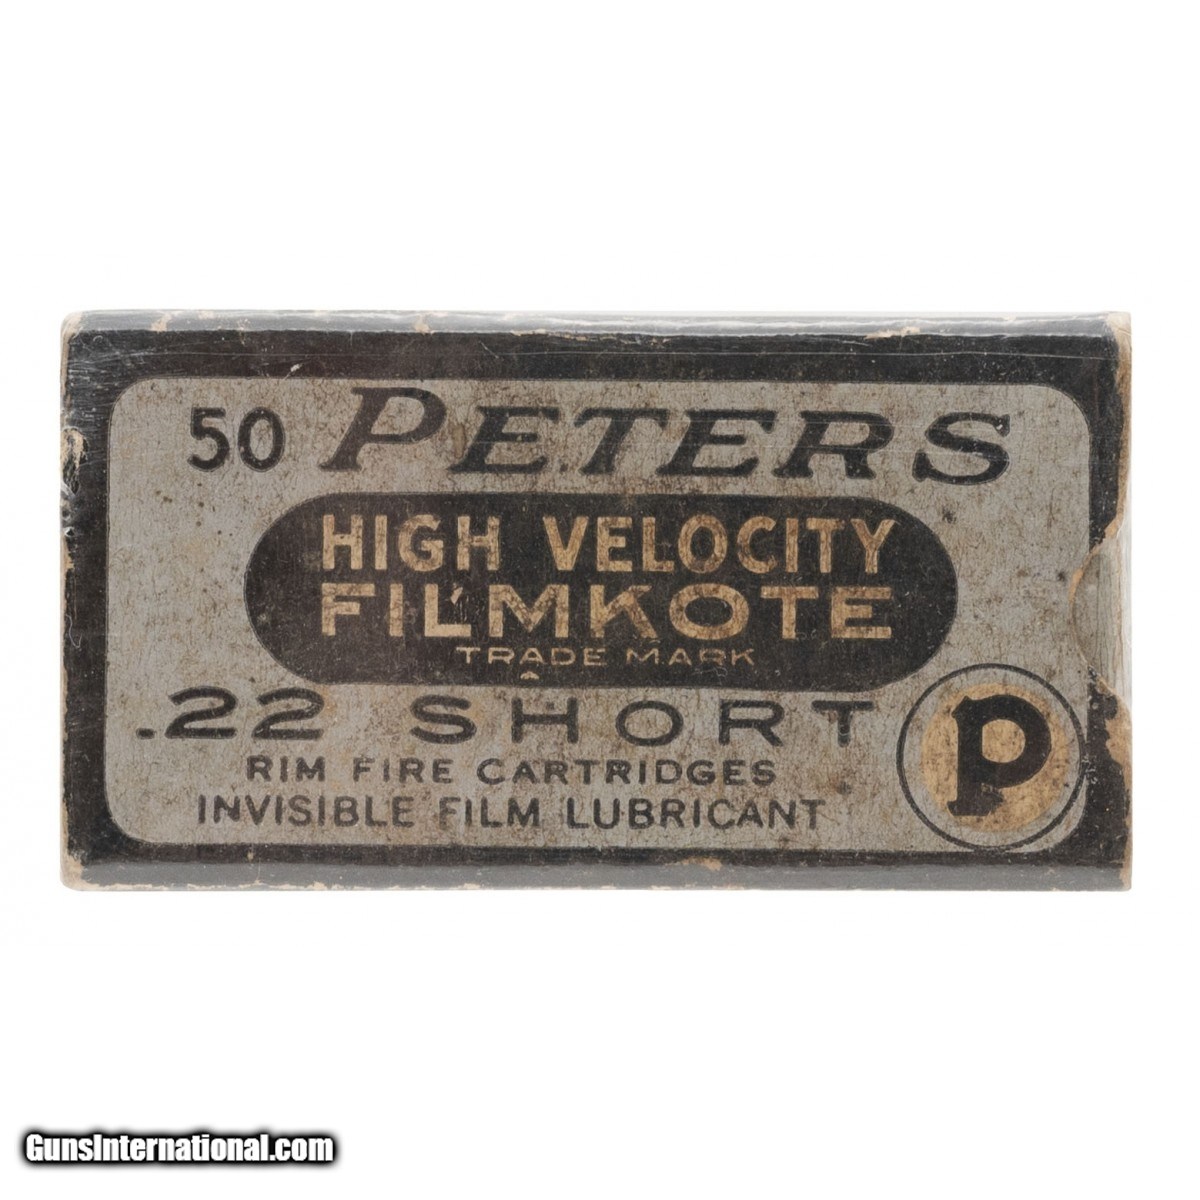 50 PETERS
HIGH VELOCITY
FILMKOTE
TRADE MARK
.22 SHORT
RIM FIRE CARTRIDGES
INVISIBLE FILM LUBRICANT
P
GunsInternational.com